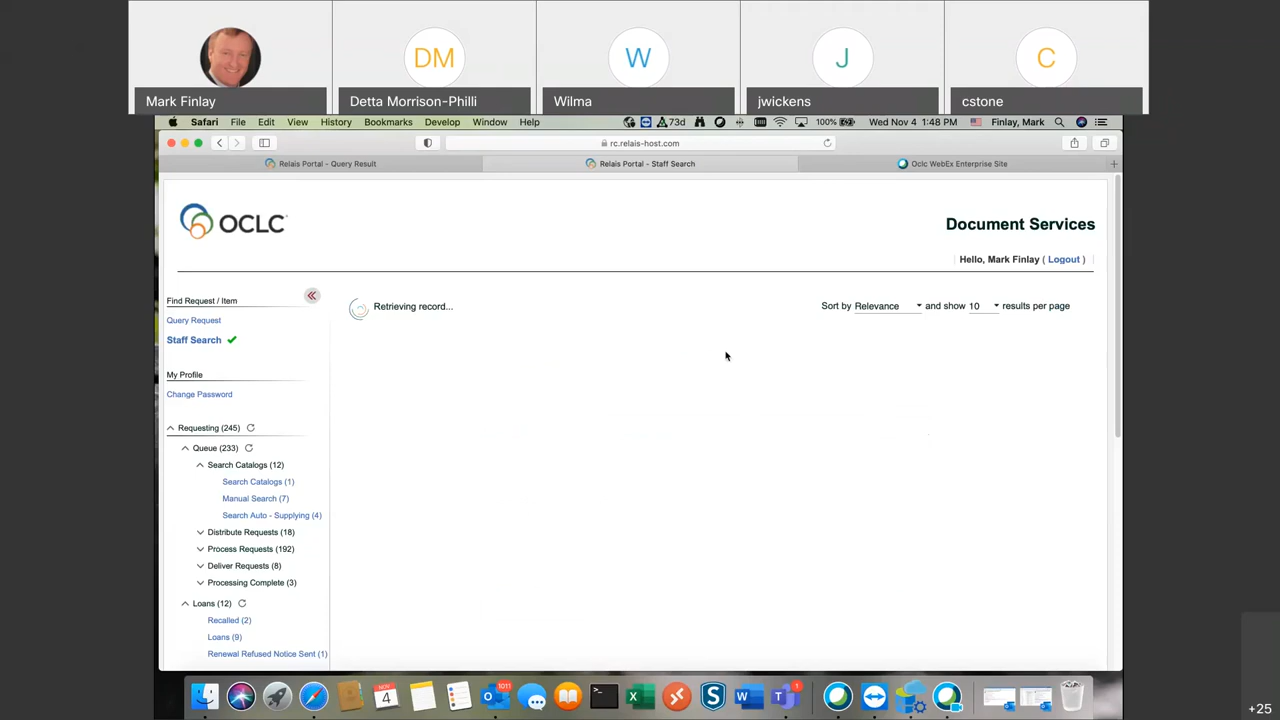 DM
W
J
C
Mark Finlay
Detta Morrison-Philli
Wilma
jwickens
cstone
Safari File Edit View History Bookmarks Develop Window Help
73d 100% Wed Nov 4 1:48 PM Finlay, Mark
rc.relais-host.com
Relais Portal - Query Result
Relais Portal - Staff Search
Oclc WebEx Enterprise Site
OCLC
Document Services
Hello, Mark Finlay ( Logout )
Find Request / Item
Query Request
Staff Search
My Profile
Change Password
Requesting (245)
Queue (233)
Search Catalogs (12)
Search Catalogs (1)
Manual Search (7)
Search Auto - Supplying (4)
Distribute Requests (18)
Process Requests (192)
Deliver Requests (8)
Processing Complete (3)
Loans (12)
Recalled (2)
Loans (9)
Renewal Refused Notice Sent (1)
Retrieving record...
Sort by Relevance and show 10 results per page
NOV
4
1011
S
W
1
+25